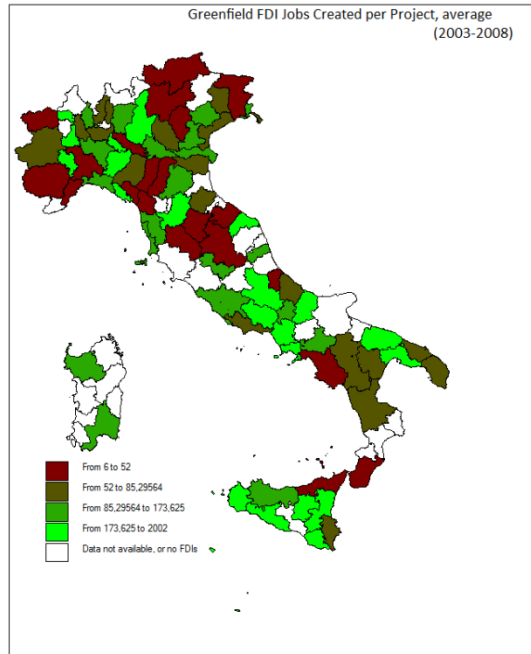 Greenfield FDI Jobs Created per Project, average
(2003-2008)
From 6 to 52
From 52 to 85,29564
From 85,29564 to 173,625
From 173,625 to 2002
Data not available, or no FDIs